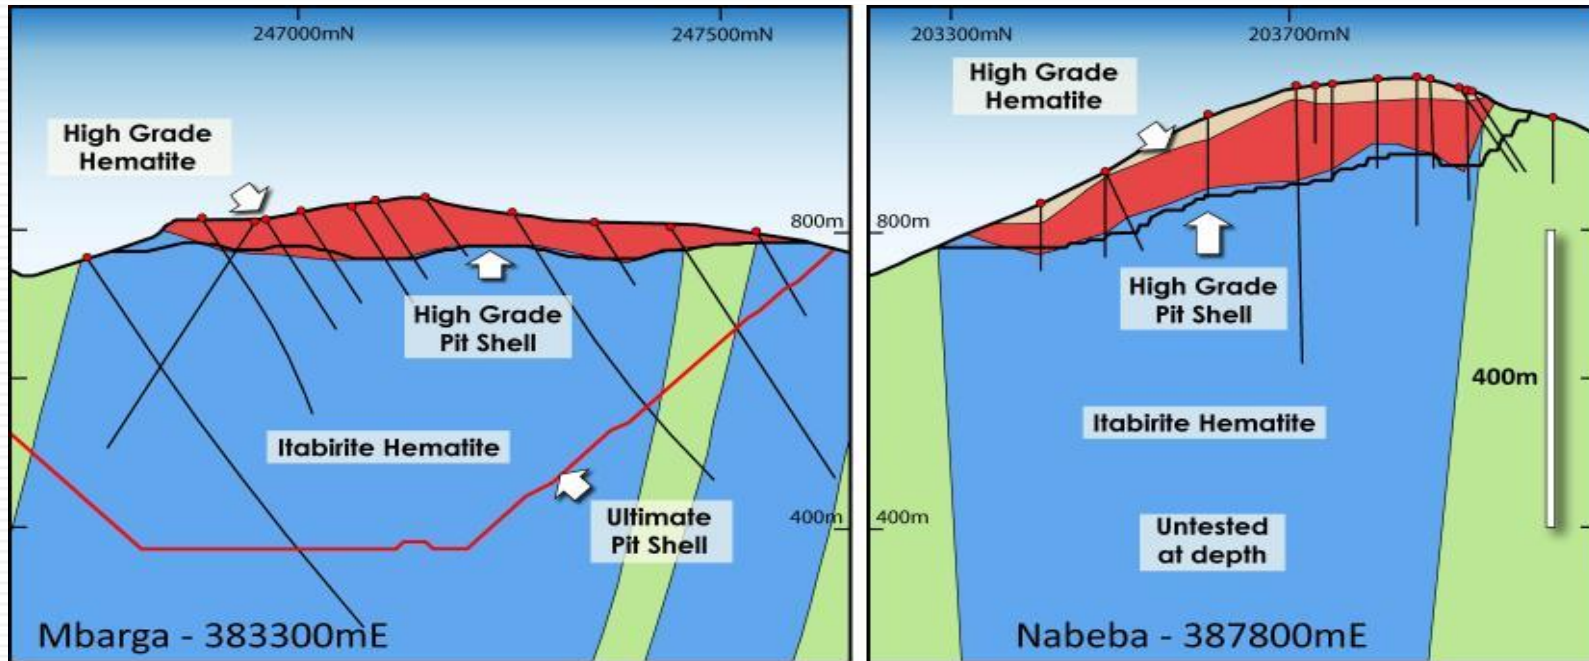 247000mN
247500mN
High Grade
Hematite
800m
High Grade
Pit Shell
Itabirite Hematite
Ultimate
Pit Shell
400m
Mbarga - 383300mE
203300mN
203700mN
High Grade
Hematite
800m
High Grade
Pit Shell
400m
Itabirite Hematite
400m
Untested
at depth
Nabeba - 387800mE